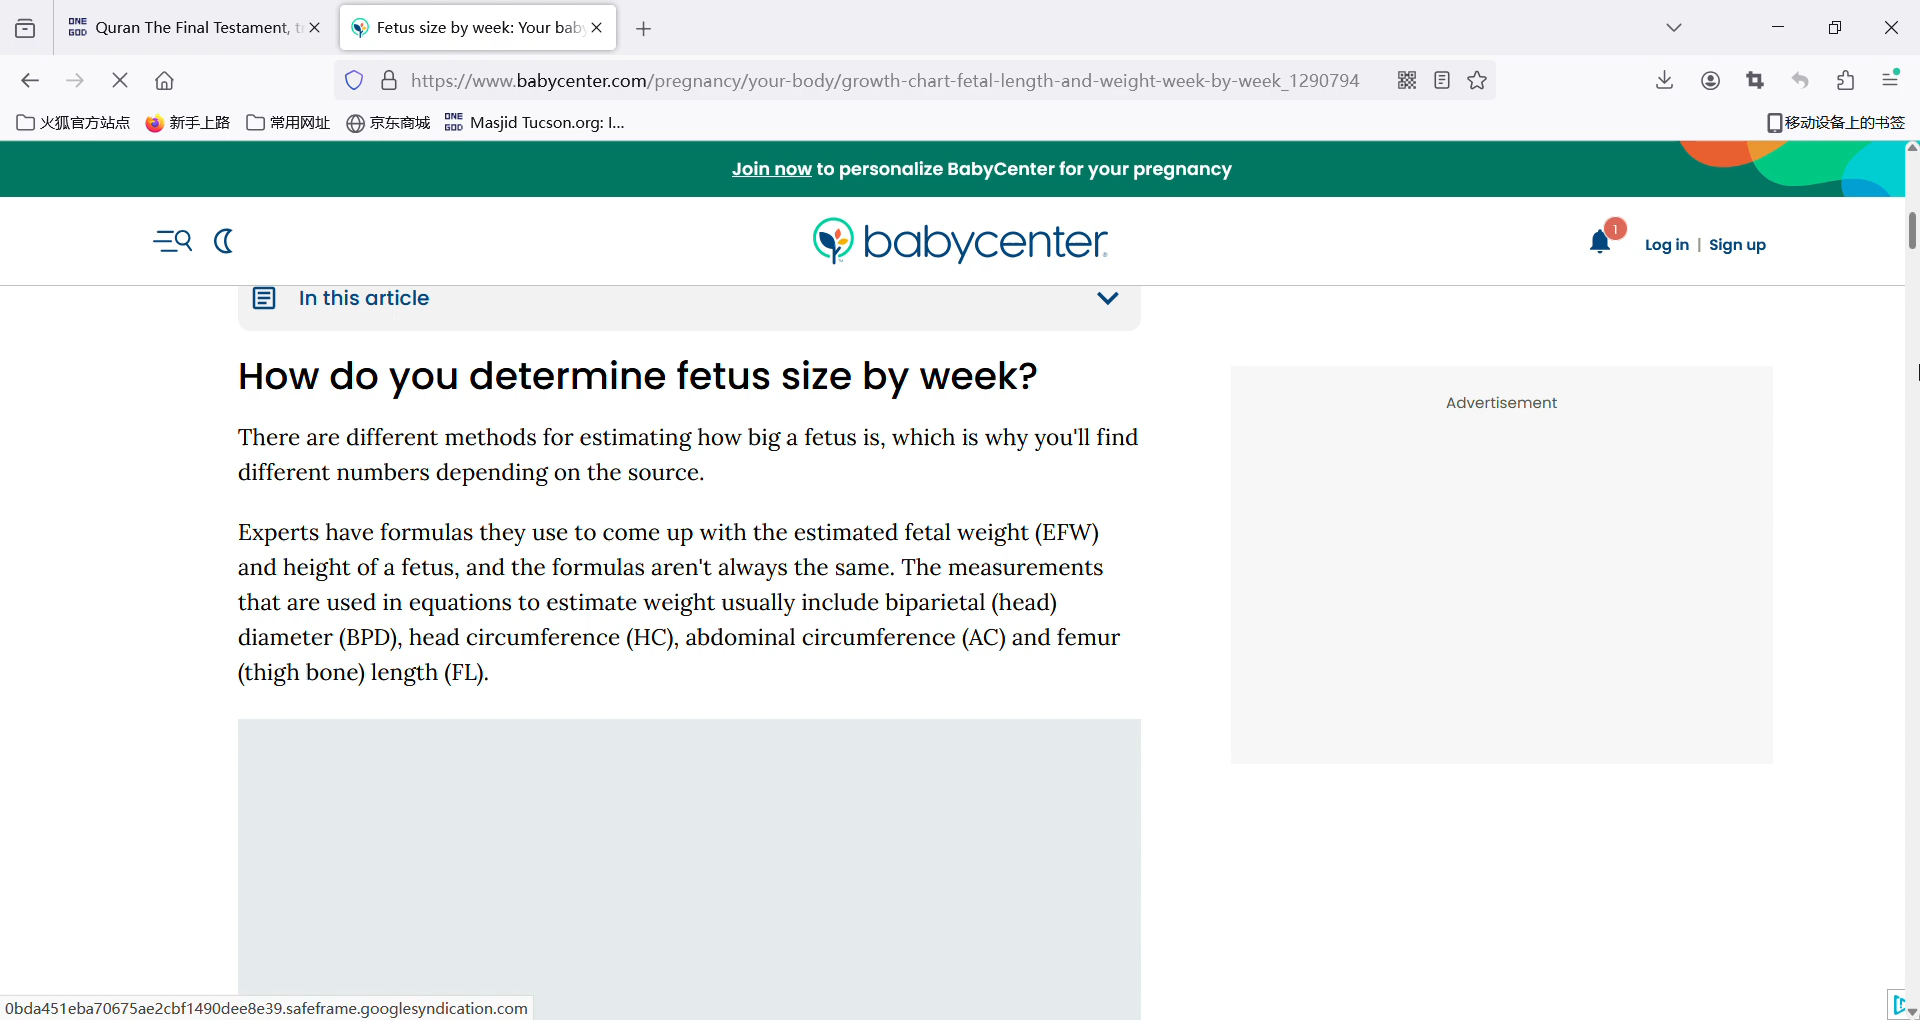 Quran The Final Testament, t
Fetus size by week: Your bab
https://www.babycenter.com/pregnancy/your-body/growth-chart-fetal-length-and-weight-week-by-week_1290794
火狐官方站点 新手上路 常用网址 京东商城 ONE GOD Masjid Tucson.org: I... 移动设备上的书签
Join now to personalize BabyCenter for your pregnancy
babycenter
1
Log in | Sign up
In this article
How do you determine fetus size by week?
Advertisement
There are different methods for estimating how big a fetus is, which is why you'll find
different numbers depending on the source.
Experts have formulas they use to come up with the estimated fetal weight (EFW)
and height of a fetus, and the formulas aren't always the same. The measurements
that are used in equations to estimate weight usually include biparietal (head)
diameter (BPD), head circumference (HC), abdominal circumference (AC) and femur
(thigh bone) length (FL).
0bda451eba70675ae2cbf1490dee8e39.safeframe.googlesyndication.com